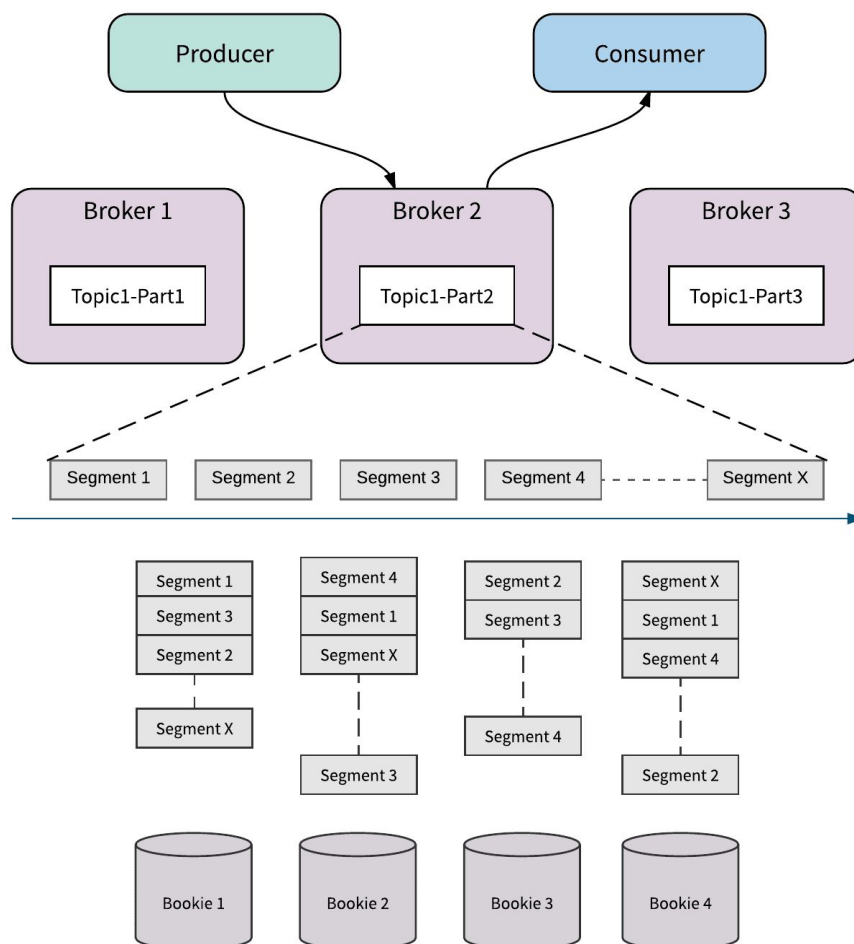 Producer
Consumer
Broker 1
Broker 2
Broker 3
Topic1-Part1
Topic1-Part2
Topic1-Part3
Segment 1
Segment 2
Segment 3
Segment 4
Segment X
Segment 1
Segment 3
Segment 2
Segment X
Segment 4
Segment 1
Segment X
Segment 3
Segment 2
Segment 3
Segment 4
Segment X
Segment 1
Segment 4
Segment 2
Bookie 1
Bookie 2
Bookie 3
Bookie 4